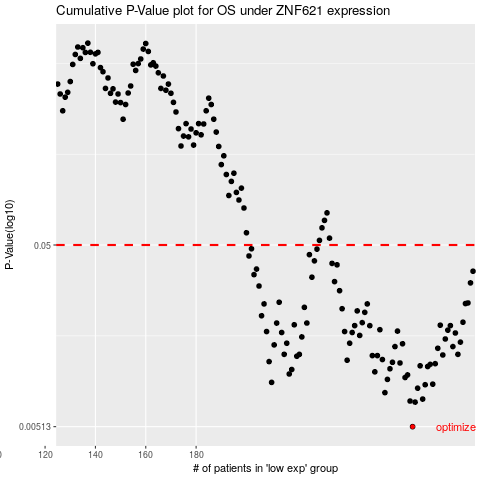 Cumulative P-Value plot for OS under ZNF621 expression
P-Value(log10)
0.05
0.00513
optimize
0 120 140 160 180
# of patients in 'low exp' group